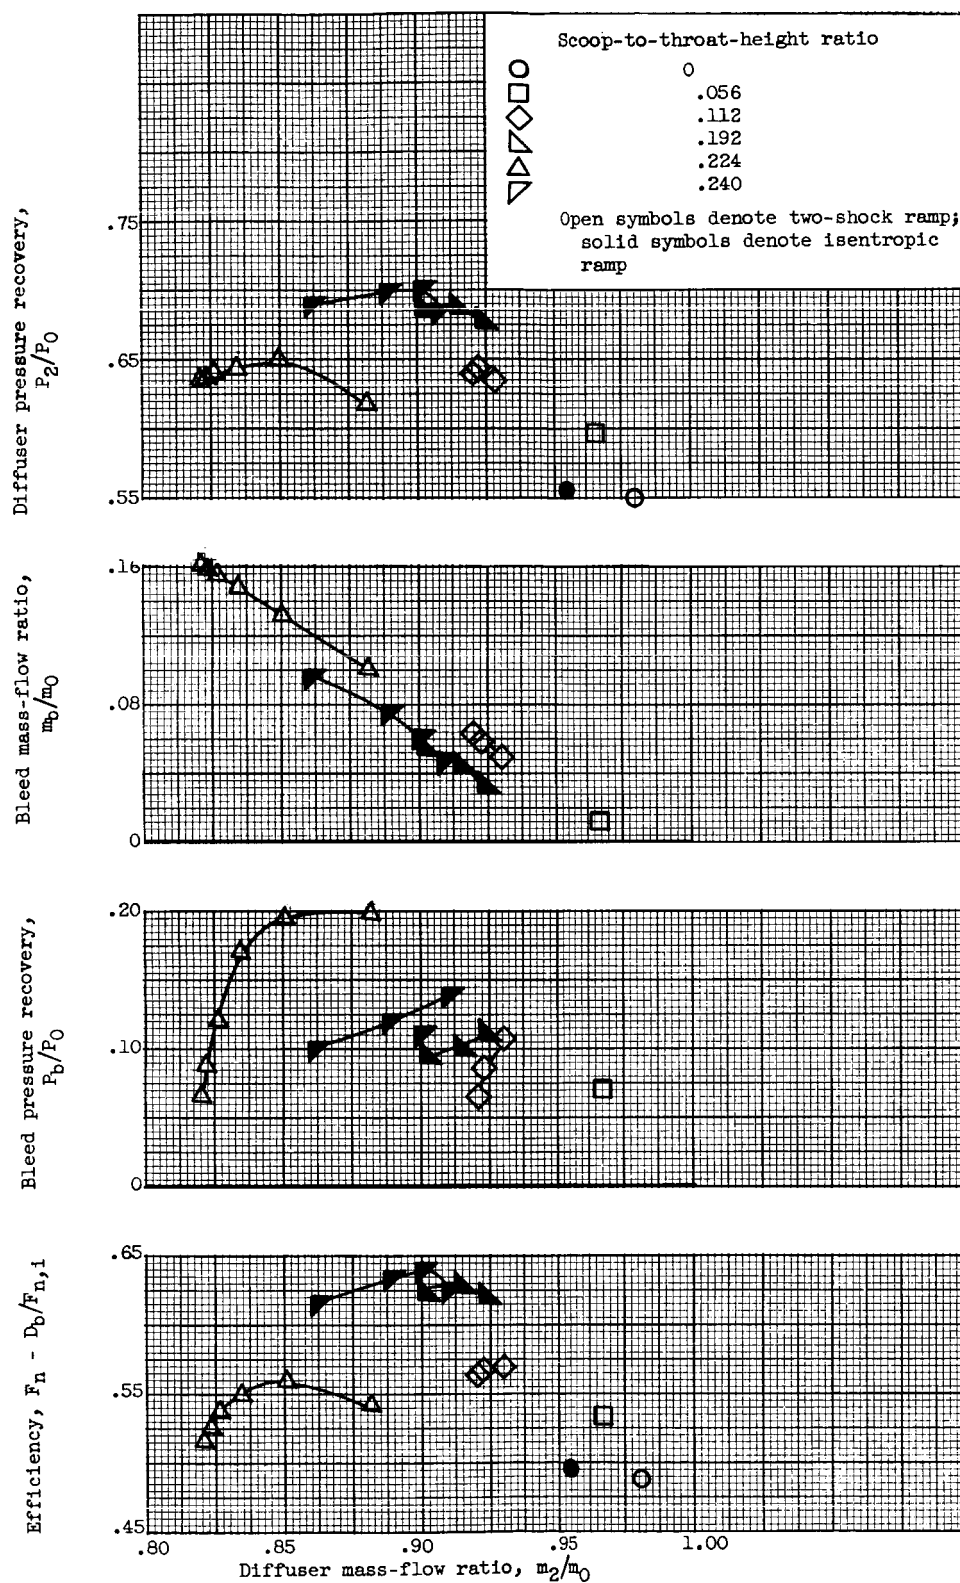 Scoop-to-throat-height ratio
0
.056
.112
.192
.224
.240
Open symbols denote two-shock ramp;
solid symbols denote isentropic
ramp
Diffuser pressure recovery,
P2/P0
.75
.65
.55
Bleed mass-flow ratio,
mb/m0
.16
.08
0
Bleed pressure recovery,
Pb/P0
.20
.10
0
Efficiency, Fn - Db/Fn,i
.65
.55
.45
.80
.85
.90
.95
1.00
Diffuser mass-flow ratio, m2/m0